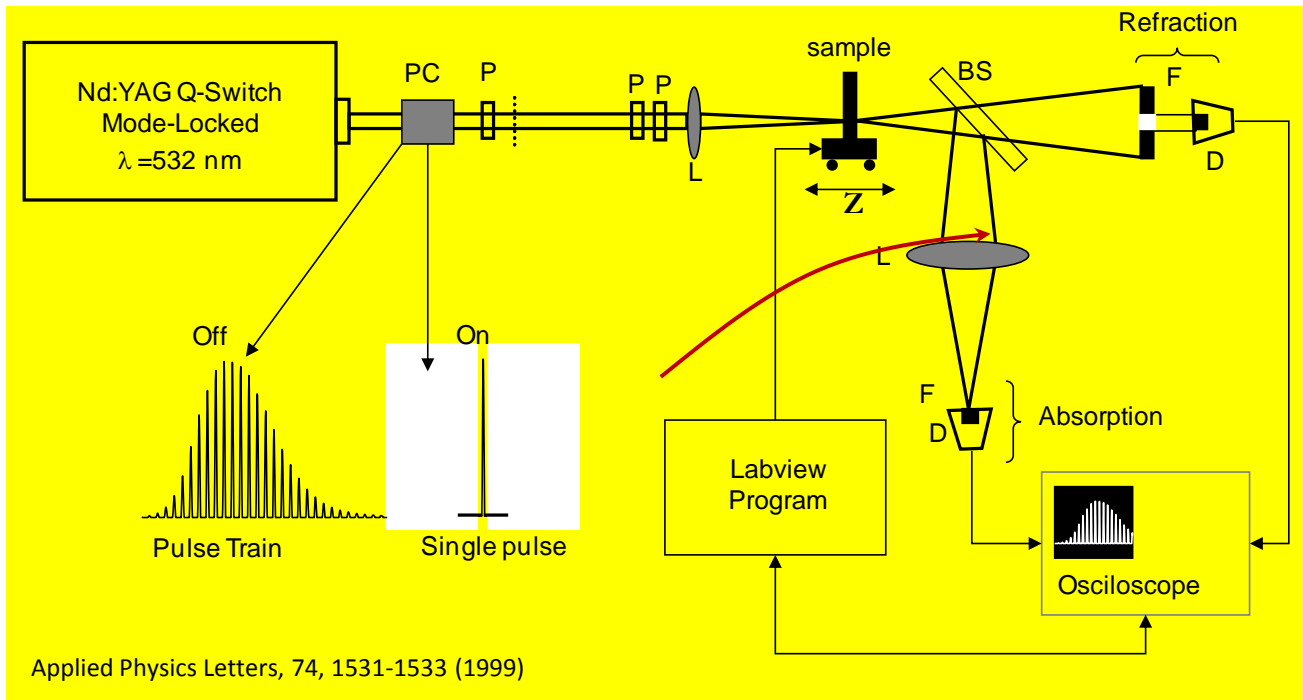 Refraction
sample
PC
P
P P
BS
F
Nd:YAG Q-Switch
Mode-Locked
λ =532 nm
L
D
Z
L
Off
On
F
D
Absorption
Labview
Program
Pulse Train
Single pulse
Osciloscope
Applied Physics Letters, 74, 1531-1533 (1999)